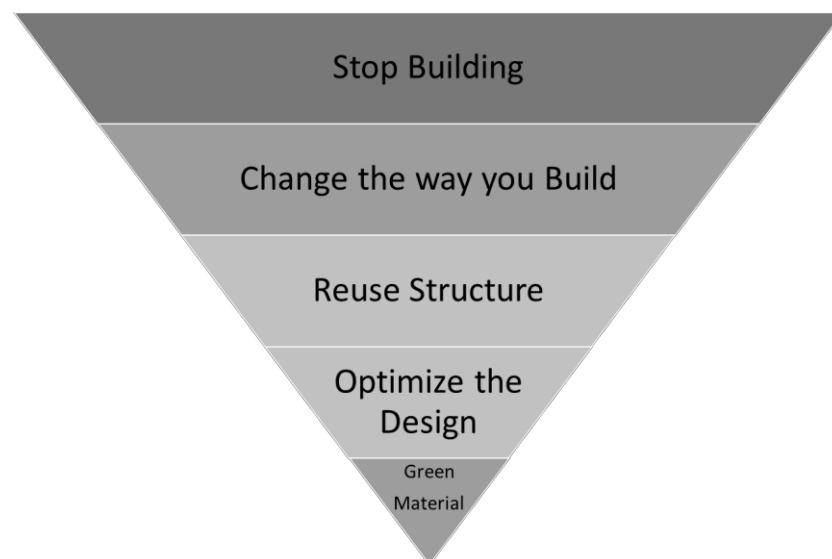 Stop Building
Change the way you Build
Reuse Structure
Optimize the
Design
Green
Material